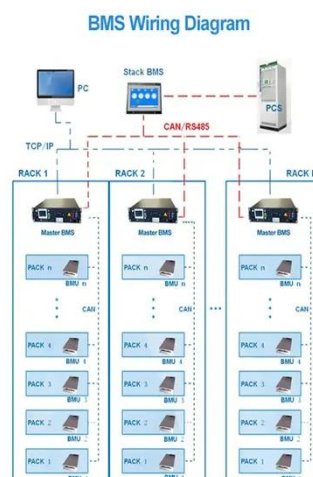 BMS Wiring Diagram
Stack BMS
PC
PCS
CAN/RS485
TCP/IP
RACK 1
RACK 2
RACK
Master BMS
Master BMS
Master BMS
PACK n
BMU n
PACK n
BMU n
PACK n
BMU n
CAN
CAN
CAN
PACK 4
BMU 4
PACK 4
BMU 4
PACK 4
BMU 4
PACK 3
BMU 3
PACK 3
BMU 3
PACK 3
BMU 3
PACK 2
BMU 2
PACK 2
BMU 2
PACK 2
BMU 2
PACK 1
PACK 1
PACK 1